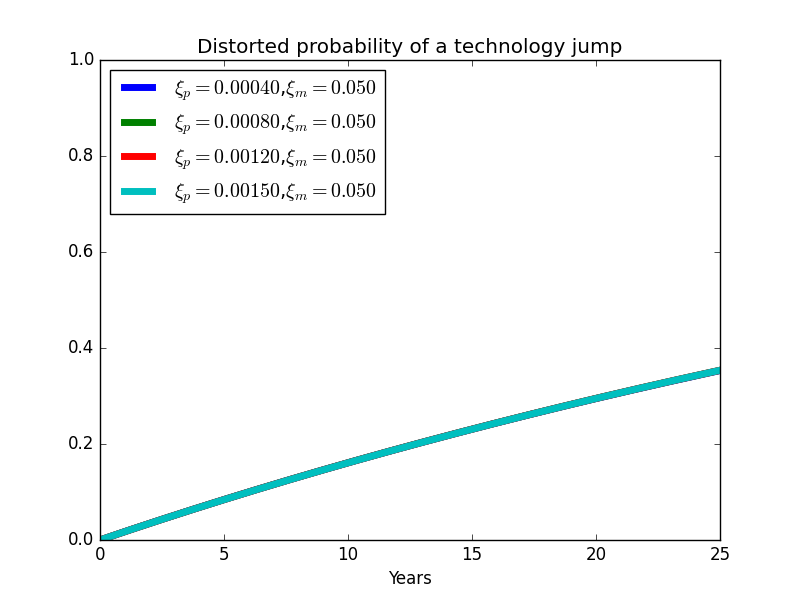 Distorted probability of a technology jump
1.0
ξₚ = 0.00040,ξₘ = 0.050
ξₚ = 0.00080,ξₘ = 0.050
ξₚ = 0.00120,ξₘ = 0.050
ξₚ = 0.00150,ξₘ = 0.050
0.8
0.6
0.4
0.2
0.0
0 5 10 15 20 25
Years